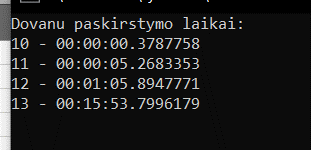 Dovanu paskirstymo laikai:
10 - 00:00:00.3787758
11 - 00:00:05.2683353
12 - 00:01:05.8947771
13 - 00:15:53.7996179